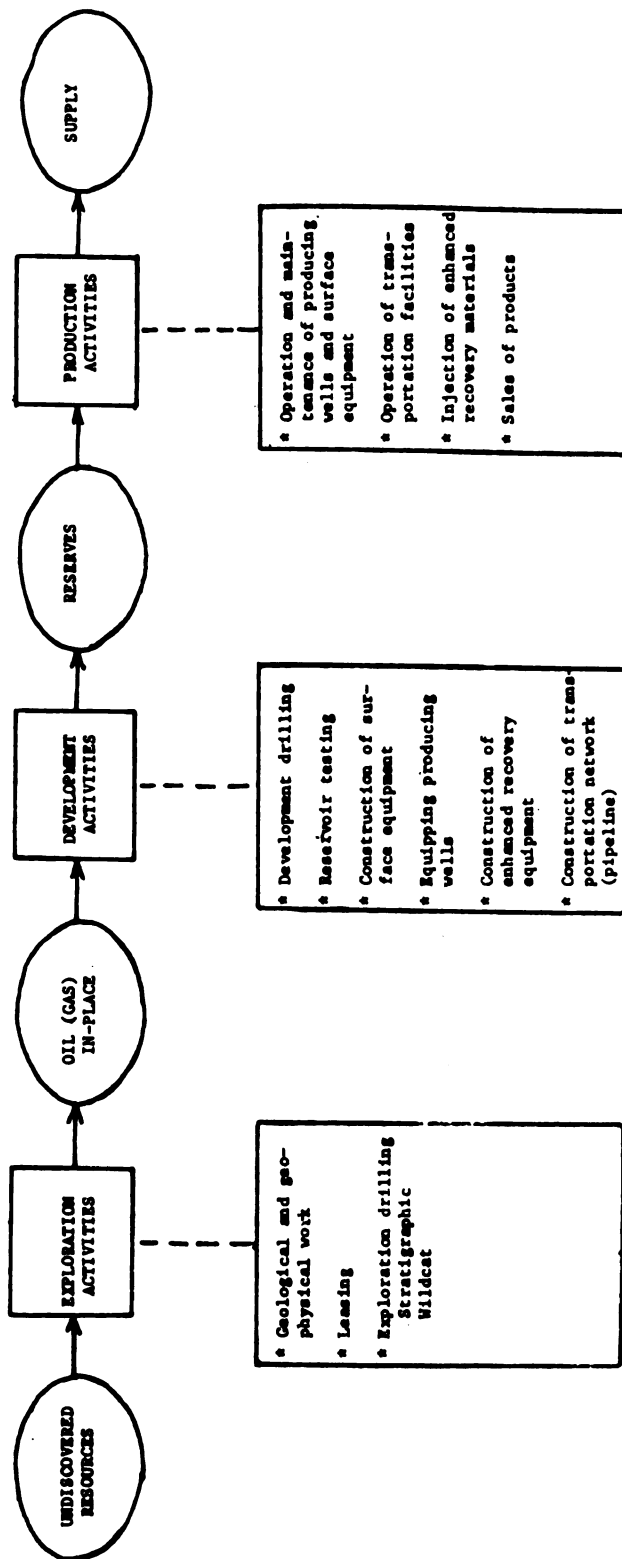 UNDISCOVERED
RESOURCES
EXPLORATION
ACTIVITIES
OIL (GAS)
IN-PLACE
DEVELOPMENT
ACTIVITIES
RESERVES
PRODUCTION
ACTIVITIES
SUPPLY
* Geological and geo-
physical work
* Leasing
* Exploration drilling
Stratigraphic
Wildcat
* Development drilling
* Reservoir testing
* Construction of sur-
face equipment
* Equipping producing
wells
* Construction of
enhanced recovery
equipment
* Construction of trans-
portation network
(pipeline)
* Operation and main-
tenance of producing
wells and surface
equipment
* Operation of trans-
portation facilities
* Injection of enhanced
recovery materials
* Sales of products